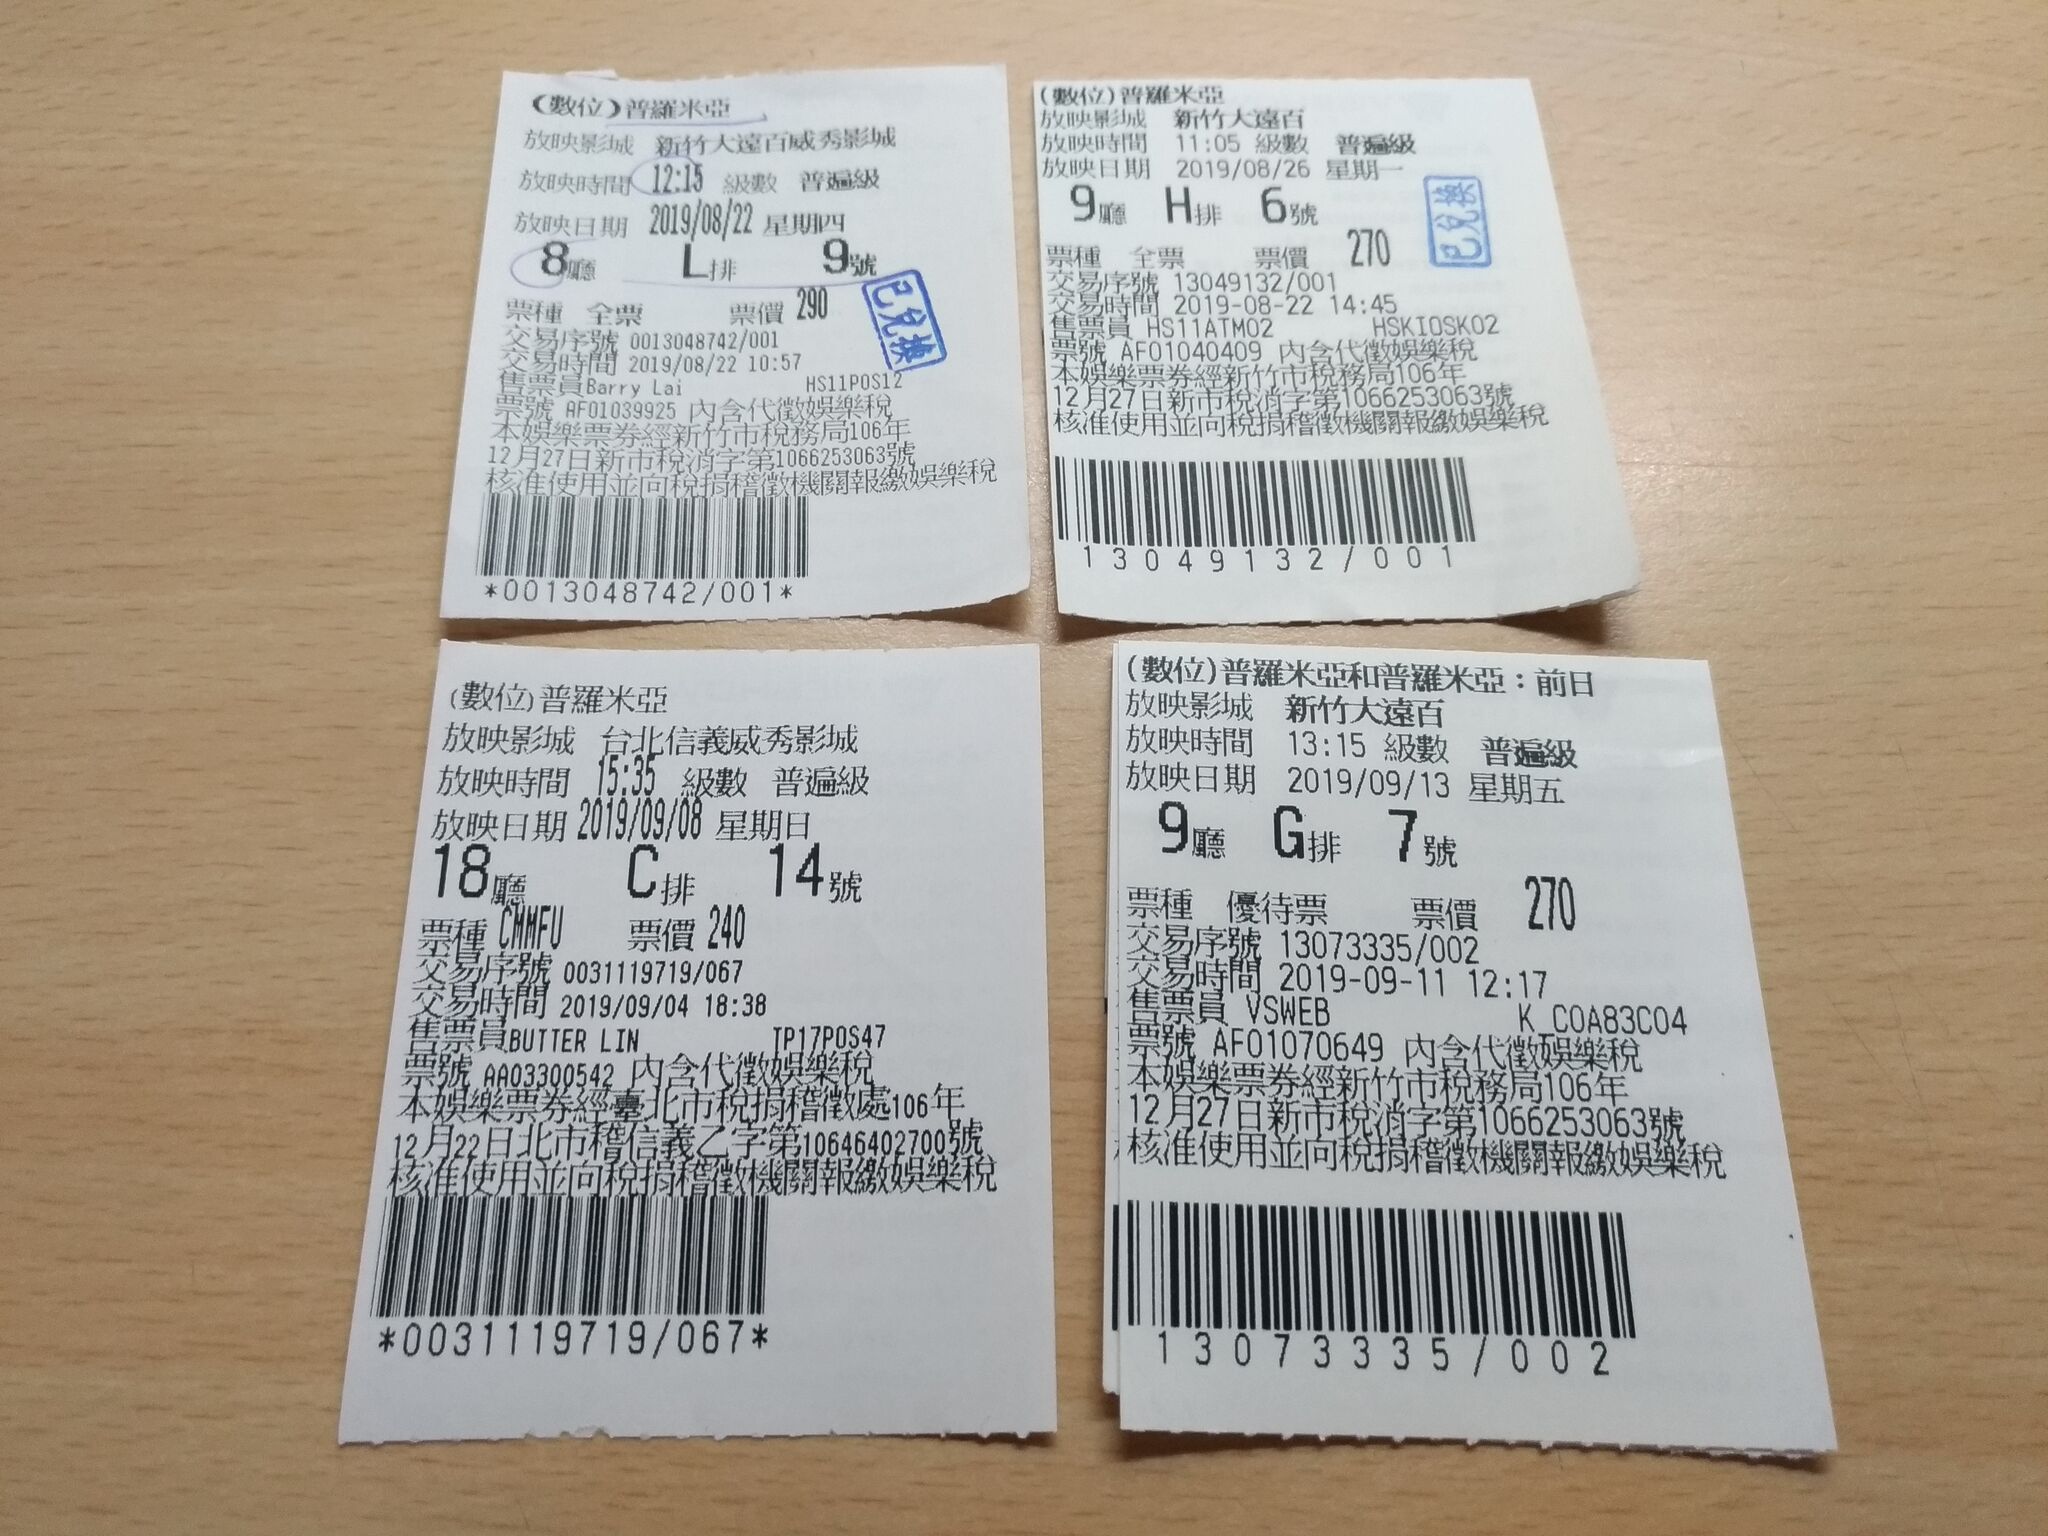 (數位)普羅米亞
放映影城 新竹大遠百威秀影城
放映時間 12:15 級數 普遍級
放映日期 2019/08/22 星期四
8廳 L排 9號
票種 全票 票價 290
交易序號 0013048742/001
交易時間 2019/08/22 10:57
售票員Barry Lai HS11POS12
票號 AF01039925 內含代徵娛樂稅
本娛樂票券經新竹市稅務局106年
12月27日新市稅消字第1066253063號
核准使用並向稅捐稽徵機關報繳娛樂稅
*0013048742/001*
已兌換
(數位)普羅米亞
放映影城 新竹大遠百
放映時間 11:05 級數 普遍級
放映日期 2019/08/26 星期一
9廳 H排 6號
票種 全票 票價 270
交易序號 13049132/001
交易時間 2019-08-22 14:45
售票員 HS11ATM02 HSKIOSK02
票號 AF01040409 內含代徵娛樂稅
本娛樂票券經新竹市稅務局106年
12月27日新市稅消字第1066253063號
核准使用並向稅捐稽徵機關報繳娛樂稅
13049132/001
已兌換
(數位)普羅米亞
放映影城 台北信義威秀影城
放映時間 15:35 級數 普遍級
放映日期 2019/09/08 星期日
18廳 C排 14號
票種 CMMFU 票價 240
交易序號 0031119719/067
交易時間 2019/09/04 18:38
售票員BUTTER LIN TP17POS47
票號 AA03300542 內含代徵娛樂稅
本娛樂票券經臺北市稅捐稽徵處106年
12月22日北市稽信義乙字第10646402700號
核准使用並向稅捐稽徵機關報繳娛樂稅
*0031119719/067*
(數位)普羅米亞和普羅米亞：前日
放映影城 新竹大遠百
放映時間 13:15 級數 普遍級
放映日期 2019/09/13 星期五
9廳 G排 7號
票種 優待票 票價 270
交易序號 13073335/002
交易時間 2019-09-11 12:17
售票員 VSWEB K_C0A83C04
票號 AF01070649 內含代徵娛樂稅
本娛樂票券經新竹市稅務局106年
12月27日新市稅消字第1066253063號
核准使用並向稅捐稽徵機關報繳娛樂稅
13073335/002